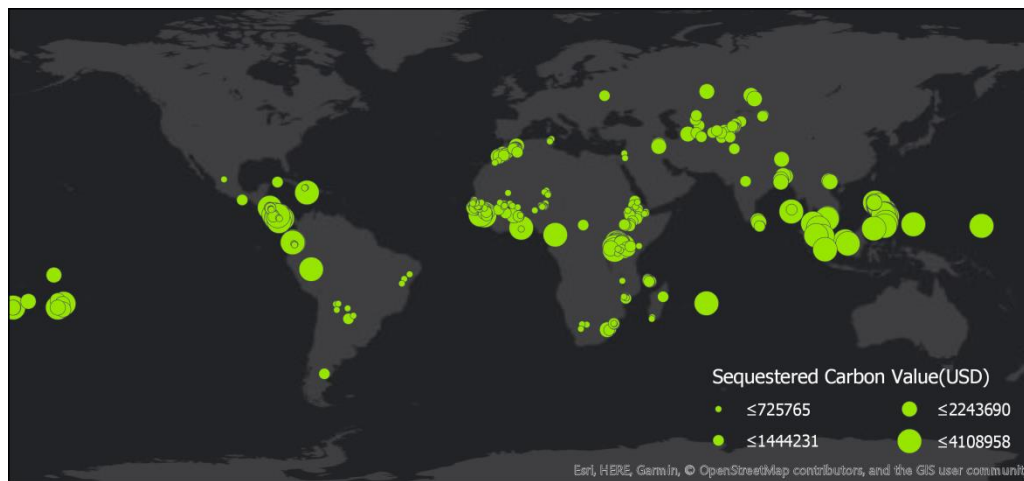 Sequestered Carbon Value(USD)
≤725765 ≤2243690
≤1444231 ≤4108958
Esri, HERE, Garmin, © OpenStreetMap contributors, and the GIS user communit